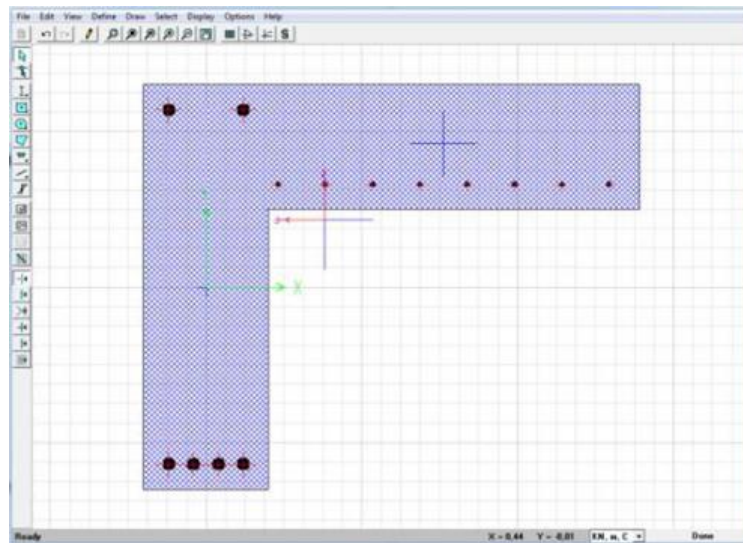 File Edit View Define Draw Select Display Options Help
X
Ready X = 0,44 Y = -0,01 KN, m, C Done